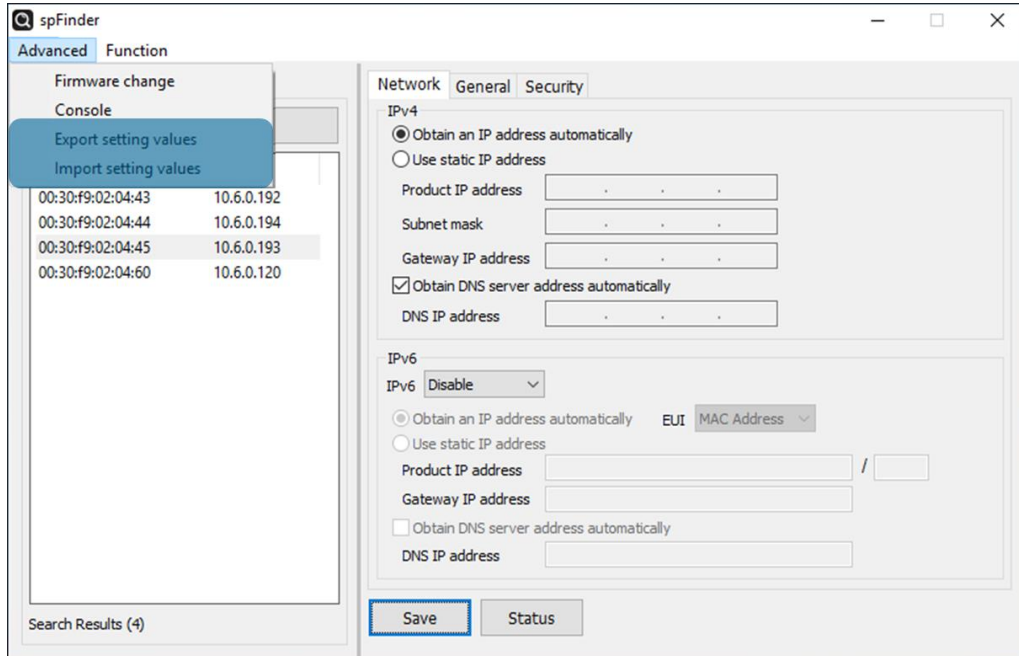 spFinder
Advanced Function
Firmware change
Console
Export setting values
Import setting values
00:30:f9:02:04:43 10.6.0.192
00:30:f9:02:04:44 10.6.0.194
00:30:f9:02:04:45 10.6.0.193
00:30:f9:02:04:60 10.6.0.120
Search Results (4)
Network General Security
IPv4
Obtain an IP address automatically
Use static IP address
Product IP address . . .
Subnet mask . . .
Gateway IP address . . .
Obtain DNS server address automatically
DNS IP address . . .
IPv6
IPv6 Disable
Obtain an IP address automatically EUI MAC Address
Use static IP address
Product IP address /
Gateway IP address
Obtain DNS server address automatically
DNS IP address
Save Status